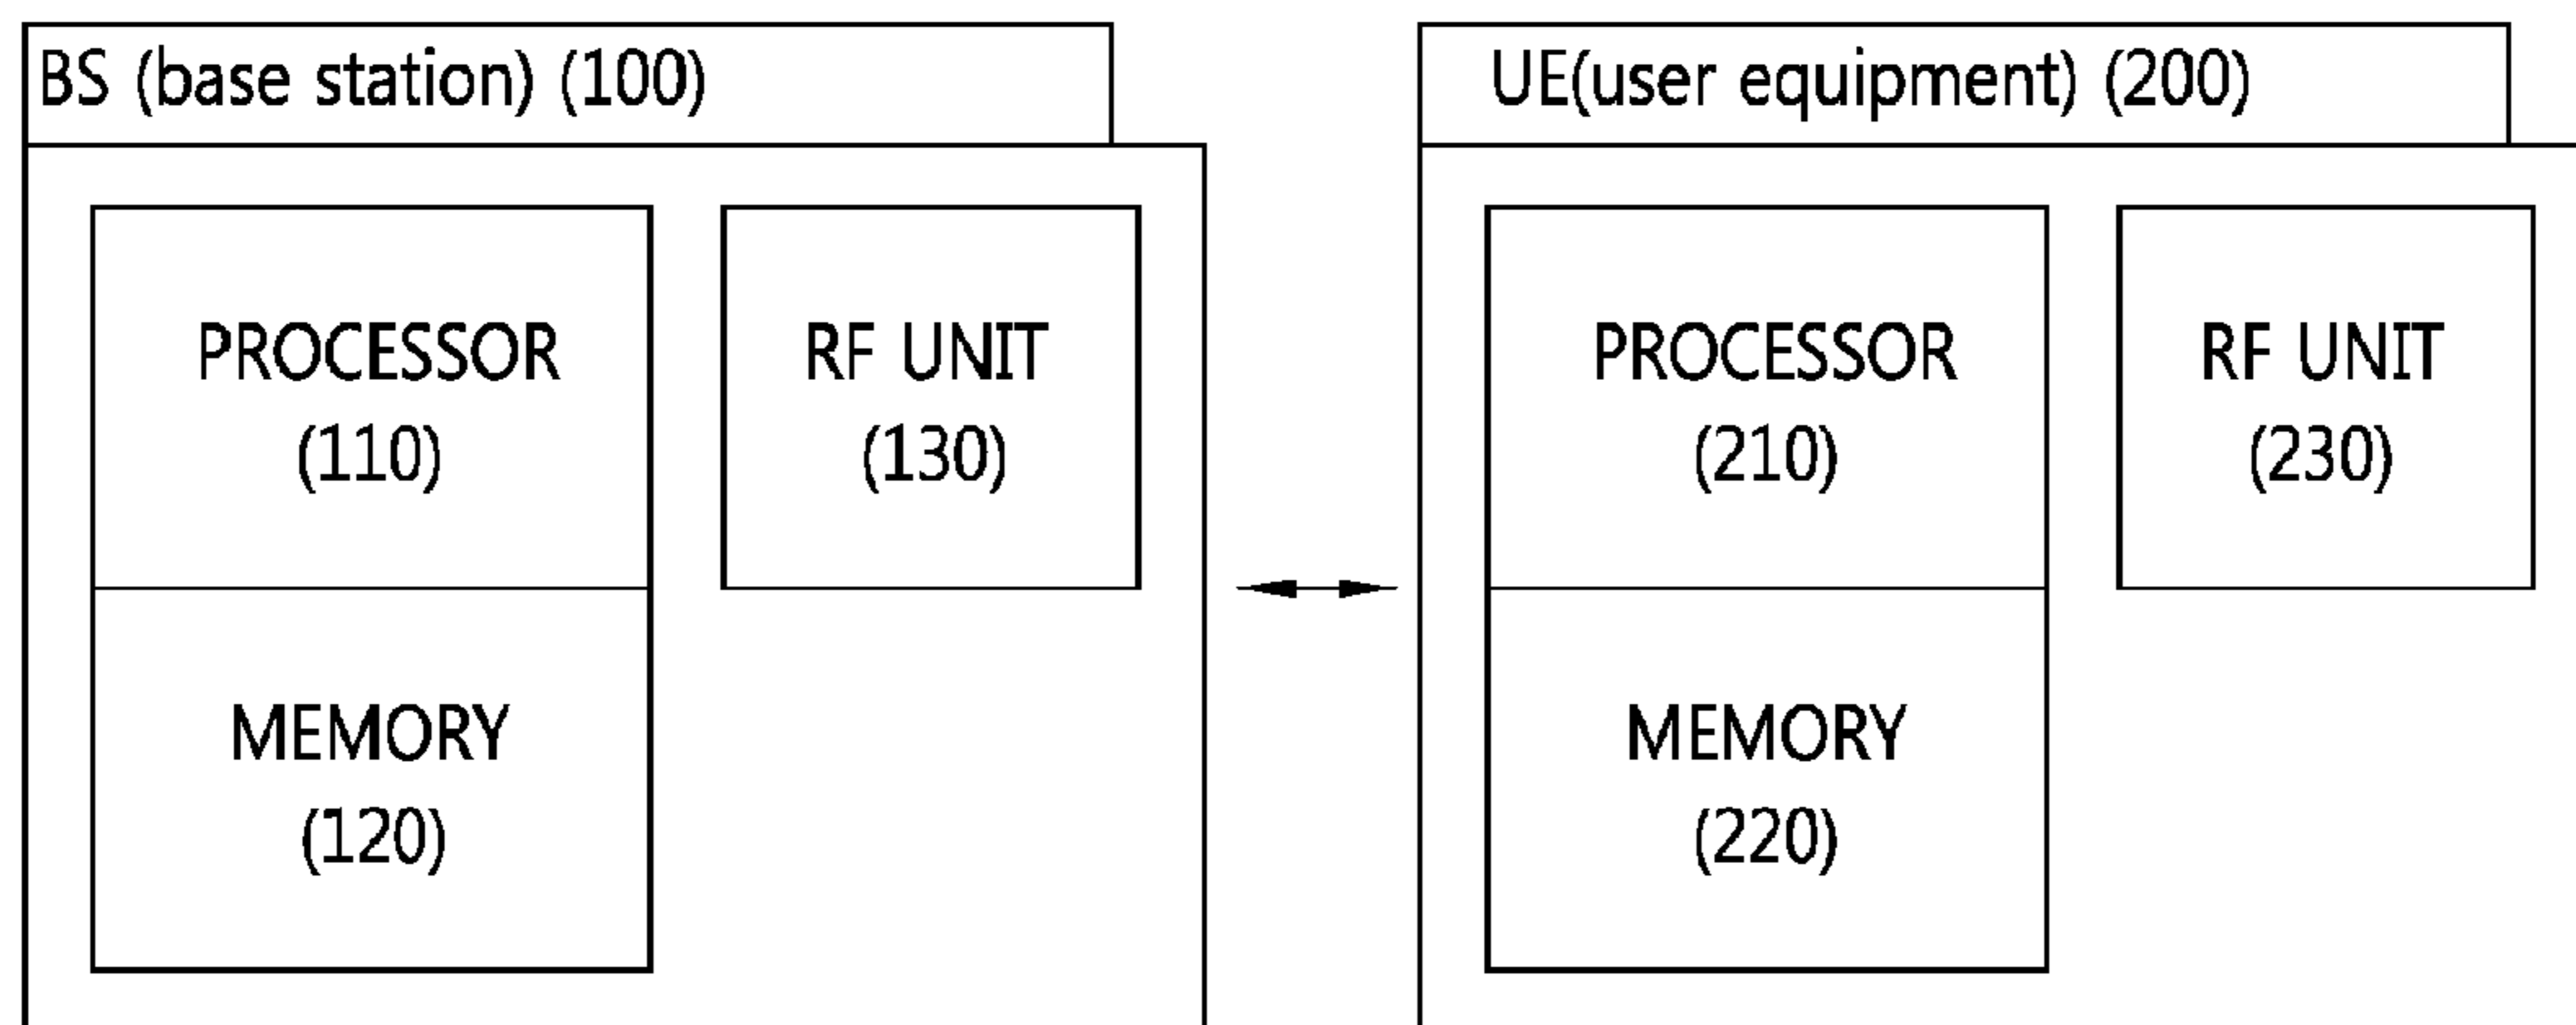 BS (base station) (100)
PROCESSOR
(110)
RF UNIT
(130)
MEMORY
(120)
UE(user equipment) (200)
PROCESSOR
(210)
RF UNIT
(230)
MEMORY
(220)